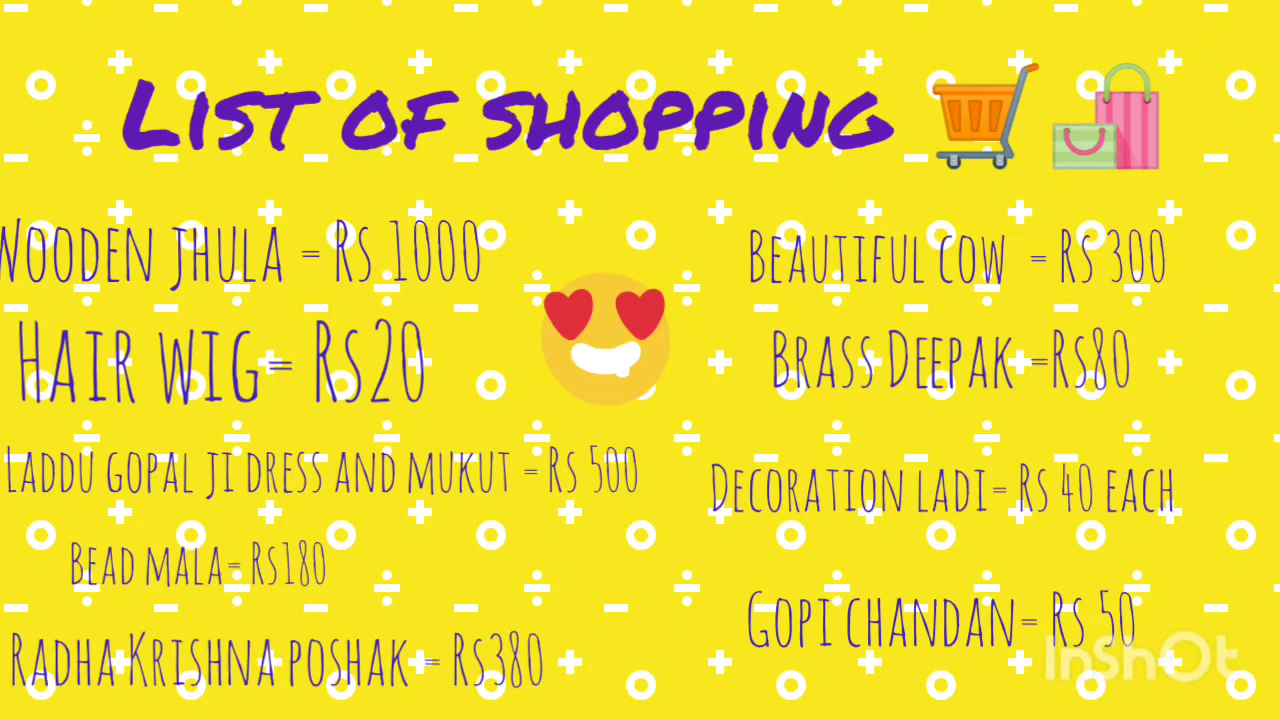 List of shopping
Wooden jhula = Rs 1000
Hair wig= Rs20
Laddu gopal ji dress and mukut = Rs 500
Bead mala= Rs180
Radha Krishna poshak = Rs380
Beautiful cow = Rs 300
Brass Deepak =Rs80
Decoration ladi= Rs 40 each
Gopi chandan= Rs 50
InShOt